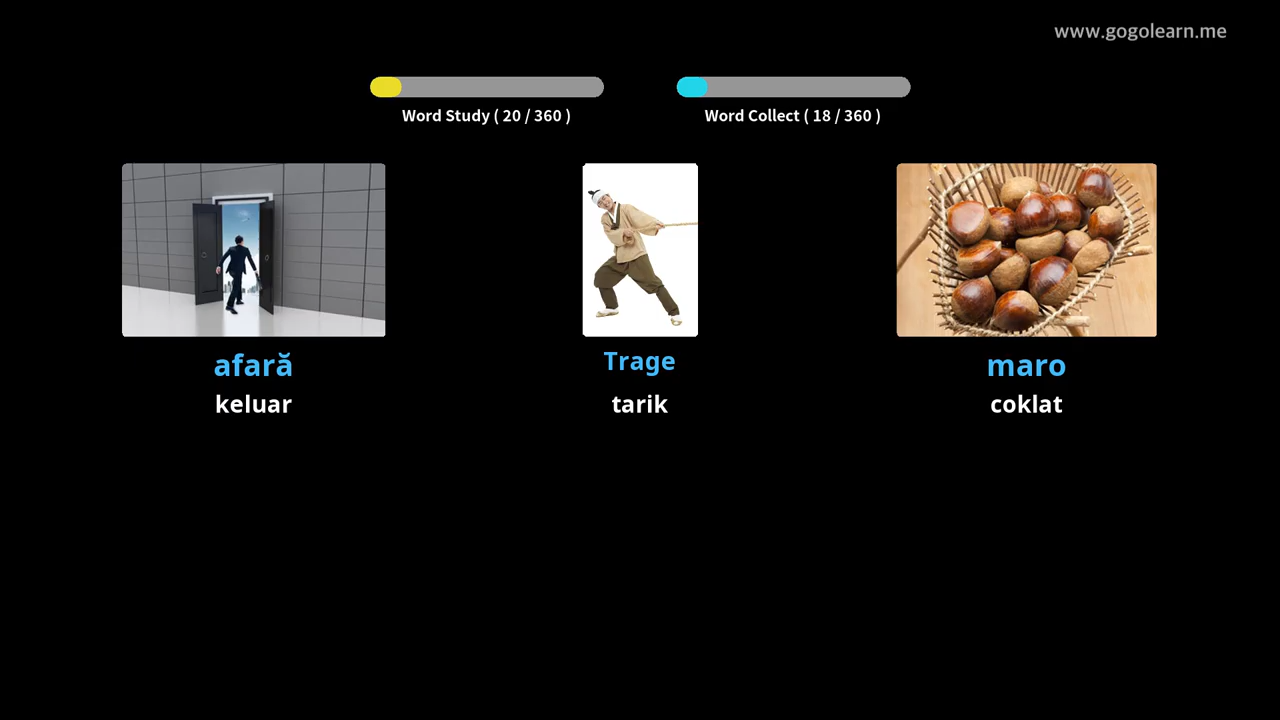 www.gogolearn.me
Word Study ( 20 / 360 )
Word Collect ( 18 / 360 )
afară
Trage
maro
keluar
tarik
coklat